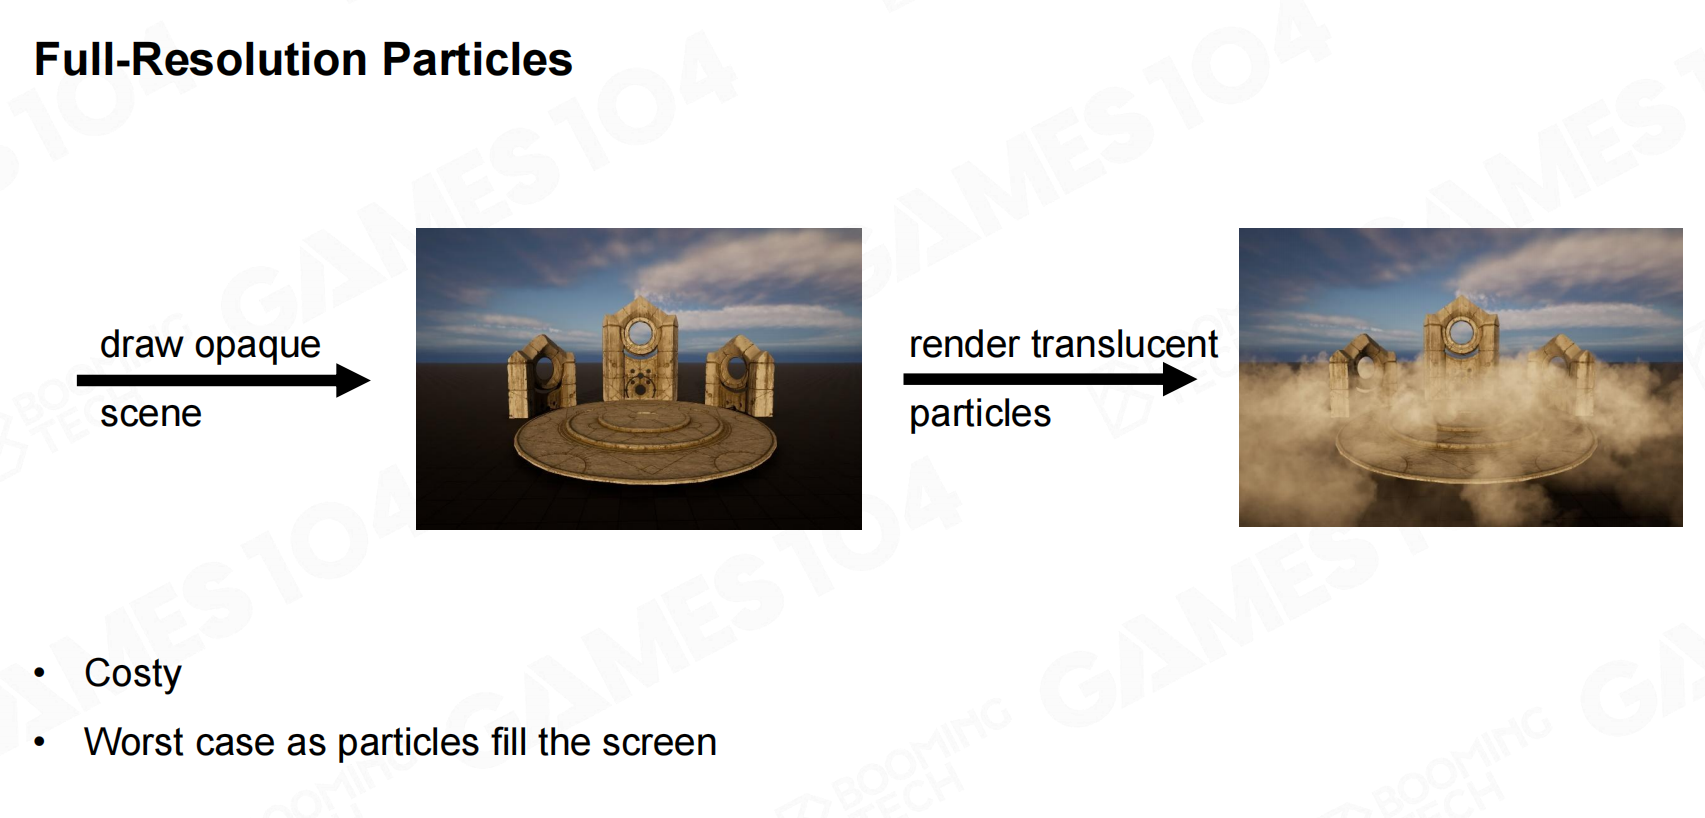 Full-Resolution Particles
draw opaque
scene
render translucent
particles
• Costy
• Worst case as particles fill the screen
GAMES104
BOOMING
TECH